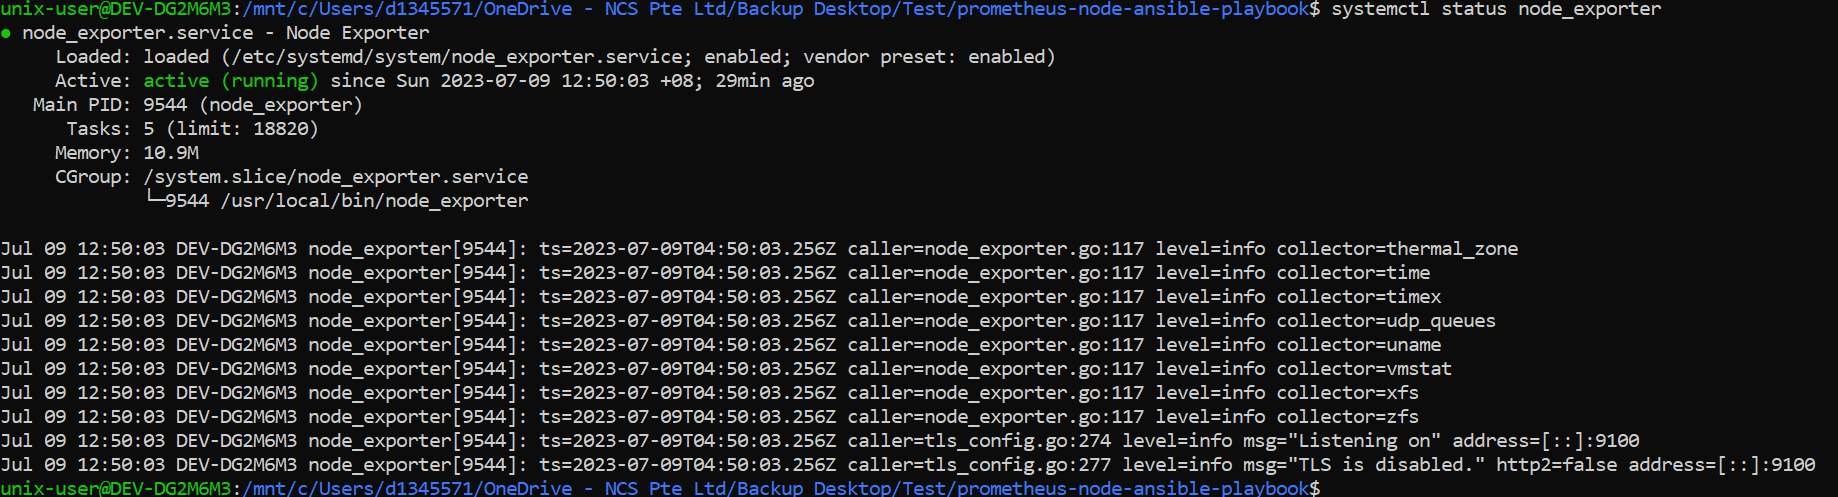 unix-user@DEV-DG2M6M3:/mnt/c/Users/d1345571/OneDrive - NCS Pte Ltd/Backup Desktop/Test/prometheus-node-ansible-playbook$ systemctl status node_exporter
● node_exporter.service - Node Exporter
     Loaded: loaded (/etc/systemd/system/node_exporter.service; enabled; vendor preset: enabled)
     Active: active (running) since Sun 2023-07-09 12:50:03 +08; 29min ago
   Main PID: 9544 (node_exporter)
      Tasks: 5 (limit: 18820)
     Memory: 10.9M
     CGroup: /system.slice/node_exporter.service
             └─9544 /usr/local/bin/node_exporter

Jul 09 12:50:03 DEV-DG2M6M3 node_exporter[9544]: ts=2023-07-09T04:50:03.256Z caller=node_exporter.go:117 level=info collector=thermal_zone
Jul 09 12:50:03 DEV-DG2M6M3 node_exporter[9544]: ts=2023-07-09T04:50:03.256Z caller=node_exporter.go:117 level=info collector=time
Jul 09 12:50:03 DEV-DG2M6M3 node_exporter[9544]: ts=2023-07-09T04:50:03.256Z caller=node_exporter.go:117 level=info collector=timex
Jul 09 12:50:03 DEV-DG2M6M3 node_exporter[9544]: ts=2023-07-09T04:50:03.256Z caller=node_exporter.go:117 level=info collector=udp_queues
Jul 09 12:50:03 DEV-DG2M6M3 node_exporter[9544]: ts=2023-07-09T04:50:03.256Z caller=node_exporter.go:117 level=info collector=uname
Jul 09 12:50:03 DEV-DG2M6M3 node_exporter[9544]: ts=2023-07-09T04:50:03.256Z caller=node_exporter.go:117 level=info collector=vmstat
Jul 09 12:50:03 DEV-DG2M6M3 node_exporter[9544]: ts=2023-07-09T04:50:03.256Z caller=node_exporter.go:117 level=info collector=xfs
Jul 09 12:50:03 DEV-DG2M6M3 node_exporter[9544]: ts=2023-07-09T04:50:03.256Z caller=node_exporter.go:117 level=info collector=zfs
Jul 09 12:50:03 DEV-DG2M6M3 node_exporter[9544]: ts=2023-07-09T04:50:03.256Z caller=tls_config.go:274 level=info msg="Listening on" address=[::]:9100
Jul 09 12:50:03 DEV-DG2M6M3 node_exporter[9544]: ts=2023-07-09T04:50:03.256Z caller=tls_config.go:277 level=info msg="TLS is disabled." http2=false address=[::]:9100
unix-user@DEV-DG2M6M3:/mnt/c/Users/d1345571/OneDrive - NCS Pte Ltd/Backup Desktop/Test/prometheus-node-ansible-playbook$